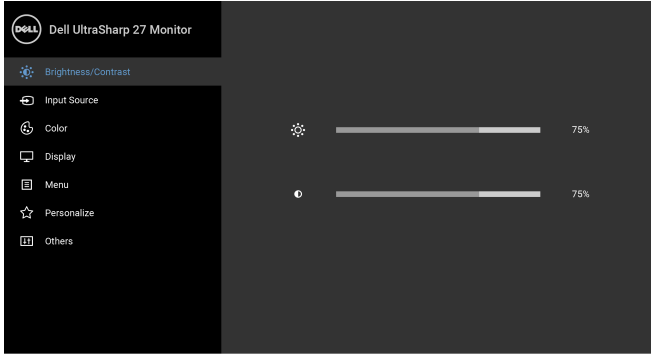 DELL
Dell UltraSharp 27 Monitor
Brightness/Contrast
Input Source
Color
Display
Menu
Personalize
Others
75%
75%